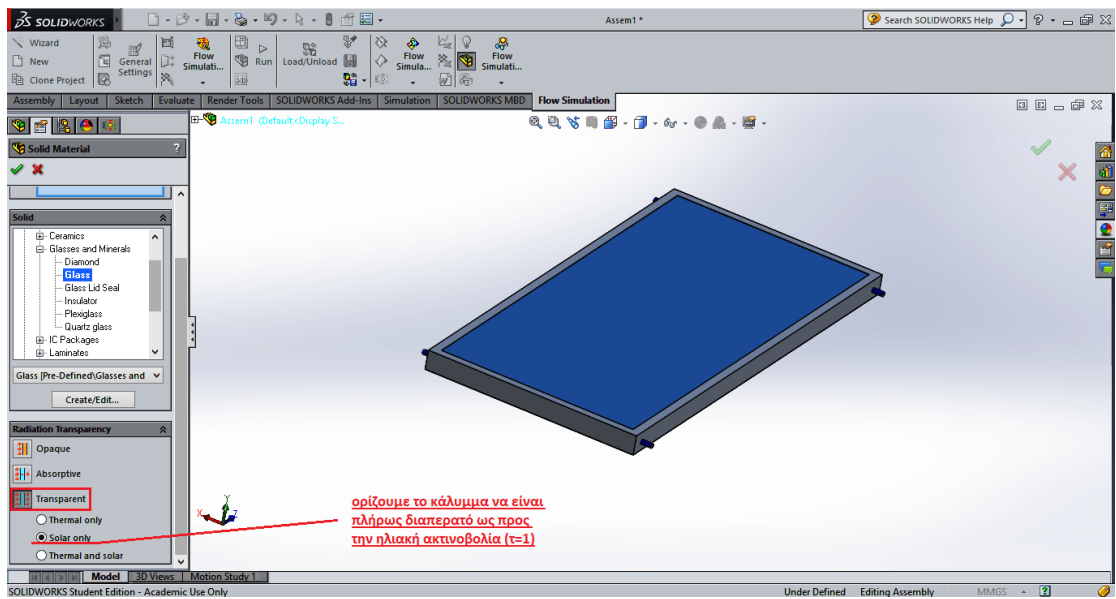 SOLIDWORKS
Assem1 *
Search SOLIDWORKS Help
Wizard
New
Clone Project
General Settings
Flow Simulati...
Run
Load/Unload
Flow Simula...
Flow Simulati...
Assembly Layout Sketch Evaluate Render Tools SOLIDWORKS Add-Ins Simulation SOLIDWORKS MBD Flow Simulation
Assem1 (Default<Display S...
Solid Material ?
Solid
Ceramics
Glasses and Minerals
Diamond
Glass
Glass Lid Seal
Insulator
Plexiglass
Quartz glass
IC Packages
Laminates
Glass [Pre-Defined\Glasses and
Create/Edit...
Radiation Transparency
Opaque
Absorptive
Transparent
Thermal only
Solar only
Thermal and solar
ορίζουμε το κάλυμμα να είναι
πλήρως διαπερατό ως προς
την ηλιακή ακτινοβολία (τ=1)
Y
X
Z
Model 3D Views Motion Study 1
SOLIDWORKS Student Edition - Academic Use Only
Under Defined Editing Assembly MMGS